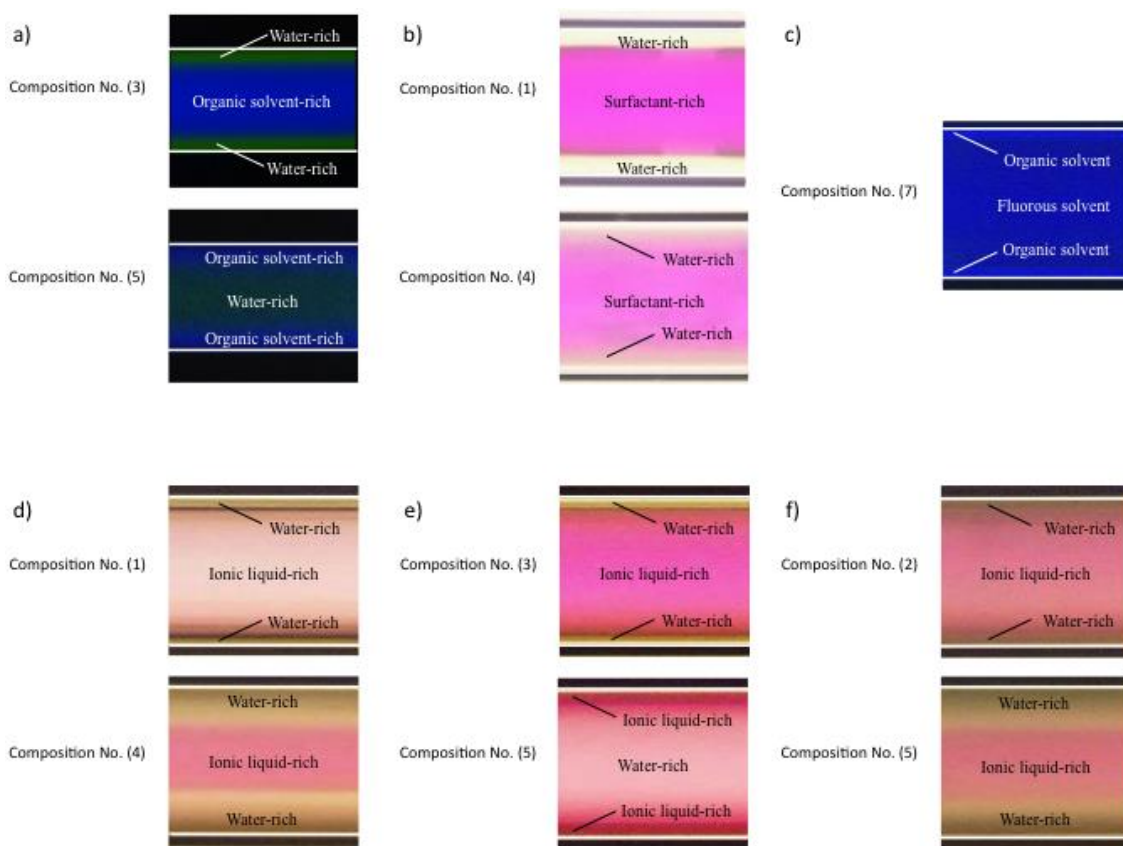 a)
Composition No. (3)
Water-rich
Organic solvent-rich
Water-rich
Composition No. (5)
Organic solvent-rich
Water-rich
Organic solvent-rich
b)
Composition No. (1)
Water-rich
Surfactant-rich
Water-rich
Composition No. (4)
Water-rich
Surfactant-rich
Water-rich
c)
Composition No. (7)
Organic solvent
Fluorous solvent
Organic solvent
d)
Composition No. (1)
Water-rich
Ionic liquid-rich
Water-rich
Composition No. (4)
Water-rich
Ionic liquid-rich
Water-rich
e)
Composition No. (3)
Water-rich
Ionic liquid-rich
Water-rich
Composition No. (5)
Ionic liquid-rich
Water-rich
Ionic liquid-rich
f)
Composition No. (2)
Water-rich
Ionic liquid-rich
Water-rich
Composition No. (5)
Water-rich
Ionic liquid-rich
Water-rich